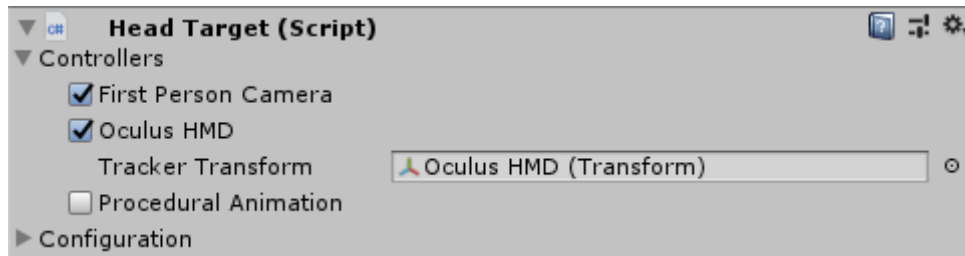 c# Head Target (Script)
Controllers
First Person Camera
Oculus HMD
Tracker Transform Oculus HMD (Transform)
Procedural Animation
Configuration